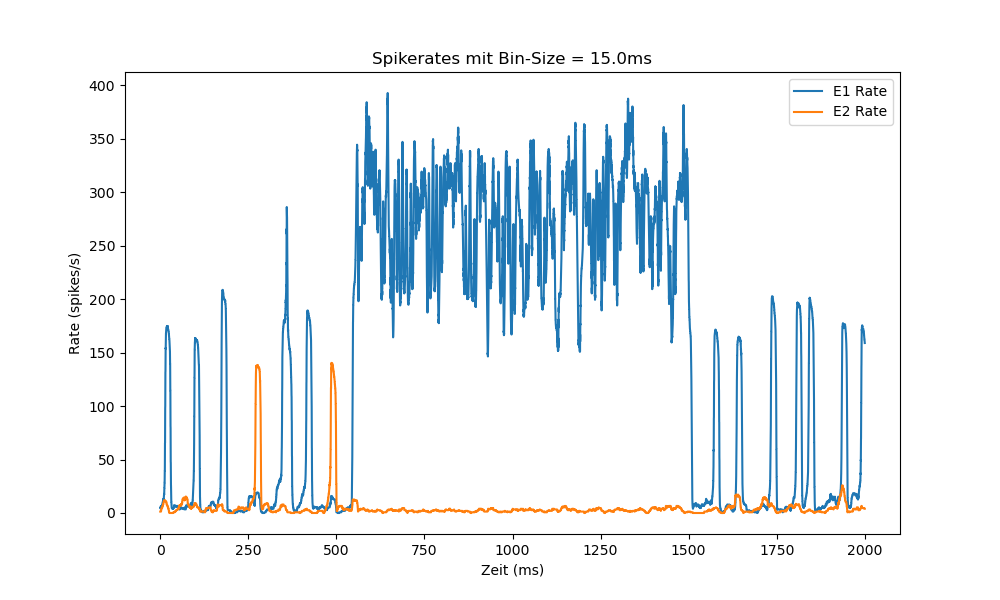 Spikerates mit Bin-Size = 15.0ms
E1 Rate
E2 Rate
400
350
300
250
200
150
100
50
0
Rate (spikes/s)
0 250 500 750 1000 1250 1500 1750 2000
Zeit (ms)